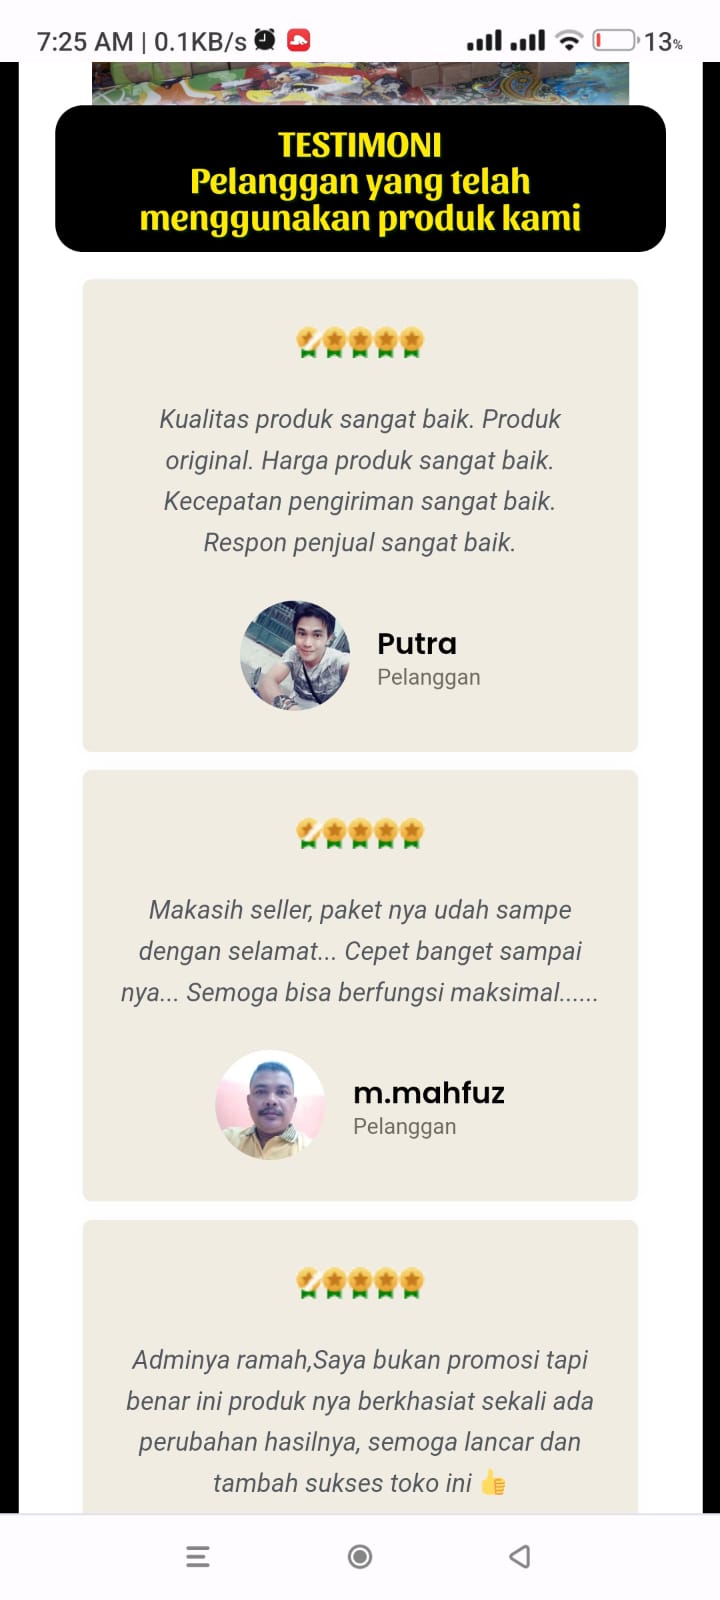 7:25 AM | 0.1KB/s
13%
TESTIMONI
Pelanggan yang telah
menggunakan produk kami
Kualitas produk sangat baik. Produk
original. Harga produk sangat baik.
Kecepatan pengiriman sangat baik.
Respon penjual sangat baik.
Putra
Pelanggan
Makasih seller, paket nya udah sampe
dengan selamat... Cepet banget sampai
nya... Semoga bisa berfungsi maksimal......
m.mahfuz
Pelanggan
Adminya ramah,Saya bukan promosi tapi
benar ini produk nya berkhasiat sekali ada
perubahan hasilnya, semoga lancar dan
tambah sukses toko ini 👍